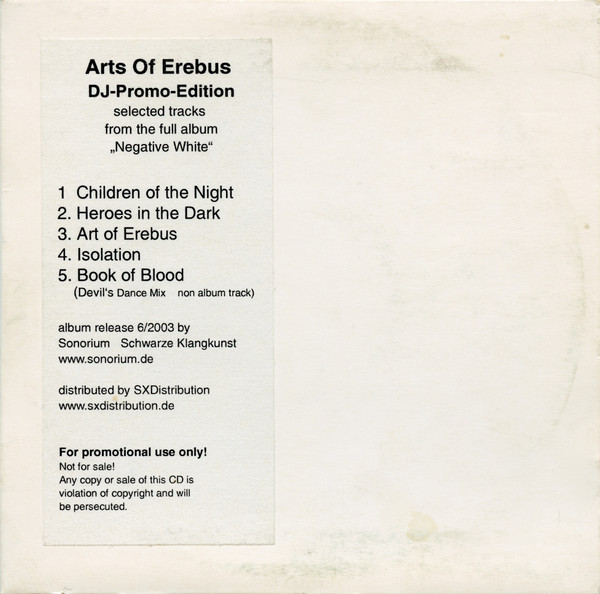 Arts Of Erebus
DJ-Promo-Edition
selected tracks
from the full album
„Negative White“
1 Children of the Night
2. Heroes in the Dark
3. Art of Erebus
4. Isolation
5. Book of Blood
(Devil's Dance Mix non album track)
album release 6/2003 by
Sonorium Schwarze Klangkunst
www.sonorium.de
distributed by SXDistribution
www.sxdistribution.de
For promotional use only!
Not for sale!
Any copy or sale of this CD is
violation of copyright and will
be persecuted.